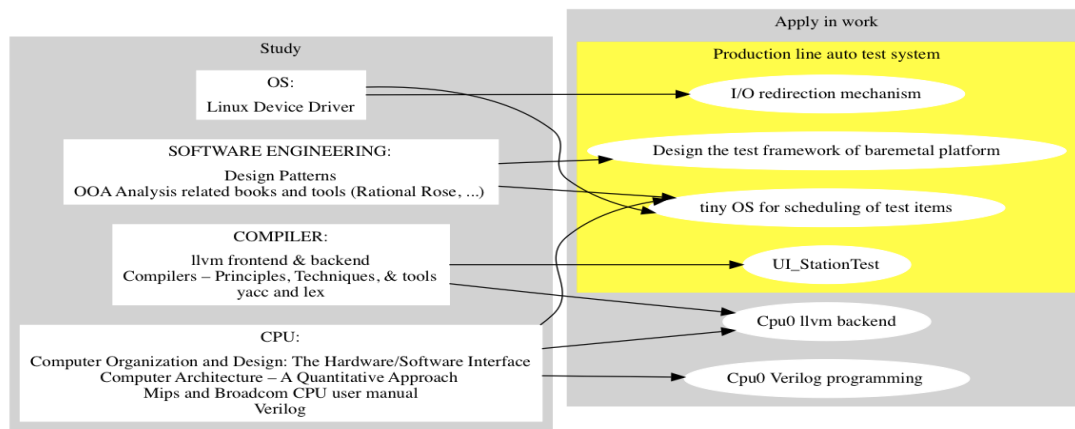 Study
OS:
Linux Device Driver
SOFTWARE ENGINEERING:
Design Patterns
OOA Analysis related books and tools (Rational Rose, ...)
COMPILER:
llvm frontend & backend
Compilers – Principles, Techniques, & tools
yacc and lex
CPU:
Computer Organization and Design: The Hardware/Software Interface
Computer Architecture – A Quantitative Approach
Mips and Broadcom CPU user manual
Verilog
Apply in work
Production line auto test system
I/O redirection mechanism
Design the test framework of baremetal platform
tiny OS for scheduling of test items
UI_StationTest
Cpu0 llvm backend
Cpu0 Verilog programming